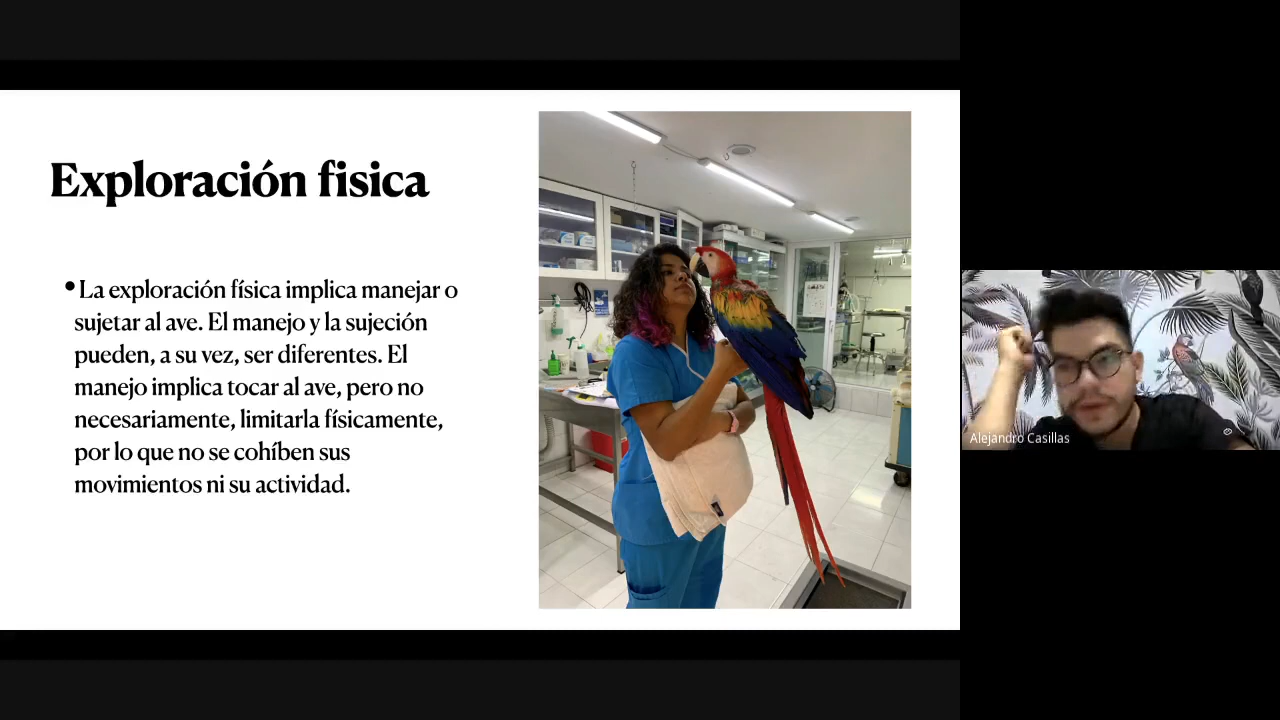 Exploración fisica
•La exploración física implica manejar o
sujetar al ave. El manejo y la sujeción
pueden, a su vez, ser diferentes. El
manejo implica tocar al ave, pero no
necesariamente, limitarla físicamente,
por lo que no se cohíben sus
movimientos ni su actividad.
Alejandro Casillas